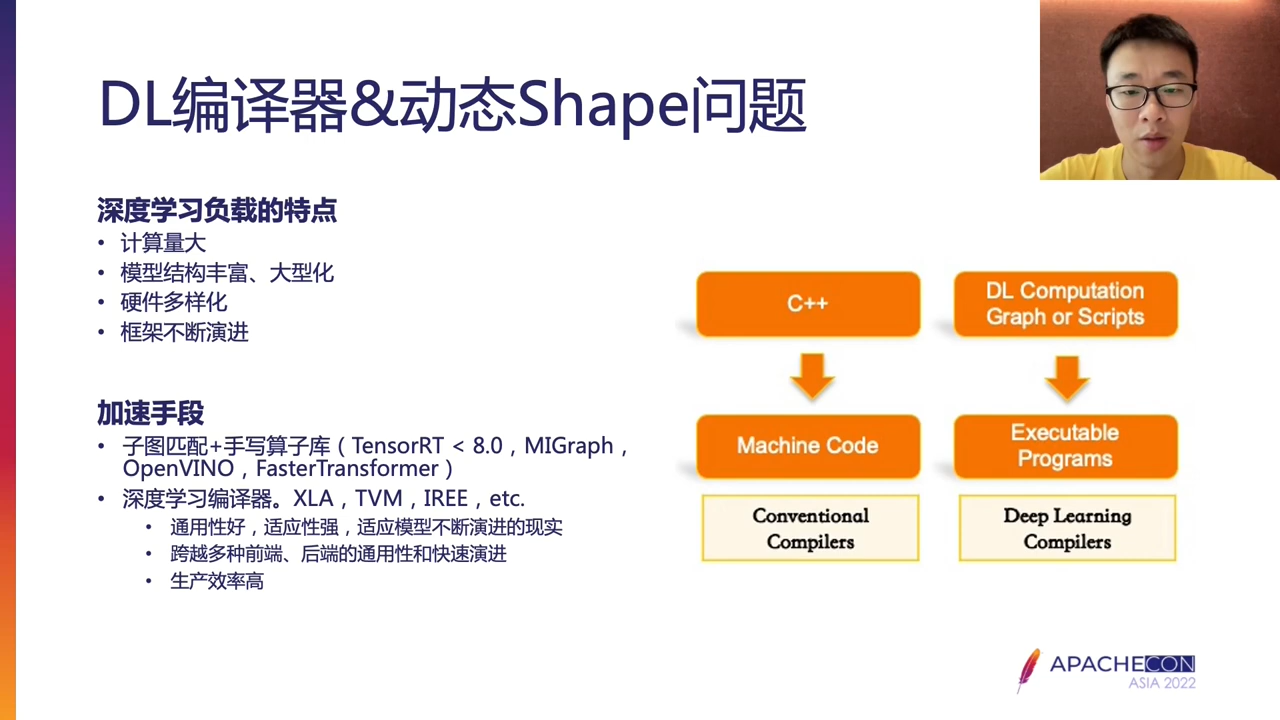 DL编译器&动态Shape问题
深度学习负载的特点
• 计算量大
• 模型结构丰富、大型化
• 硬件多样化
• 框架不断演进
加速手段
• 子图匹配+手写算子库（TensorRT < 8.0，MIGraph，
OpenVINO，FasterTransformer）
• 深度学习编译器。XLA，TVM，IREE，etc.
• 通用性好，适应性强，适应模型不断演进的现实
• 跨越多种前端、后端的通用性和快速演进
• 生产效率高
C++
Machine Code
Conventional
Compilers
DL Computation
Graph or Scripts
Executable
Programs
Deep Learning
Compilers
APACHECON
ASIA 2022